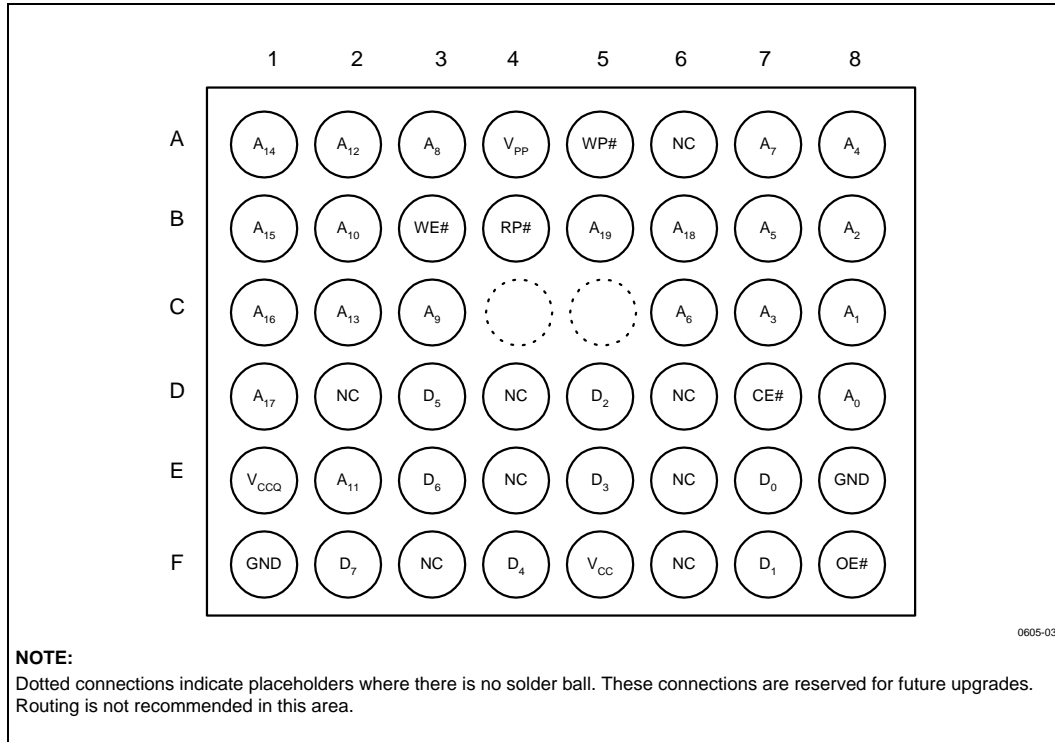 1 2 3 4 5 6 7 8
A A14 A12 A8 VPP WP# NC A7 A4
B A15 A10 WE# RP# A19 A18 A5 A2
C A16 A13 A9 A6 A3 A1
D A17 NC D5 NC D2 NC CE# A0
E VCCQ A11 D6 NC D3 NC D0 GND
F GND D7 NC D4 VCC NC D1 OE#
0605-03
NOTE:
Dotted connections indicate placeholders where there is no solder ball. These connections are reserved for future upgrades.
Routing is not recommended in this area.